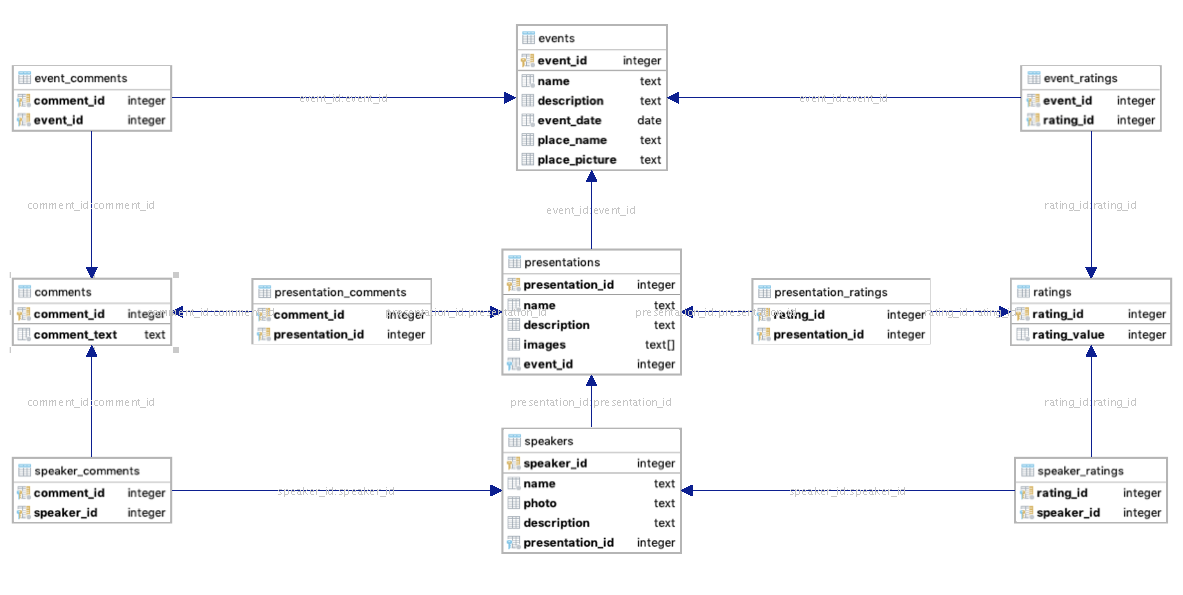 events
event_id integer
name text
description text
event_date date
place_name text
place_picture text
event_comments
comment_id integer
event_id integer
event_ratings
event_id integer
rating_id integer
event_id:event_id
event_id:event_id
comment_id:comment_id
event_id:event_id
rating_id:rating_id
comments
comment_id integer
comment_text text
presentation_comments
comment_id integer
presentation_id integer
presentations
presentation_id integer
name text
description text
images text[]
event_id integer
presentation_ratings
rating_id integer
presentation_id integer
ratings
rating_id integer
rating_value integer
comment_id:comment_id
presentation_id:presentation_id
presentation_id:presentation_id
rating_id:rating_id
comment_id:comment_id
presentation_id:presentation_id
rating_id:rating_id
speaker_comments
comment_id integer
speaker_id integer
speakers
speaker_id integer
name text
photo text
description text
presentation_id integer
speaker_ratings
rating_id integer
speaker_id integer
speaker_id:speaker_id
speaker_id:speaker_id